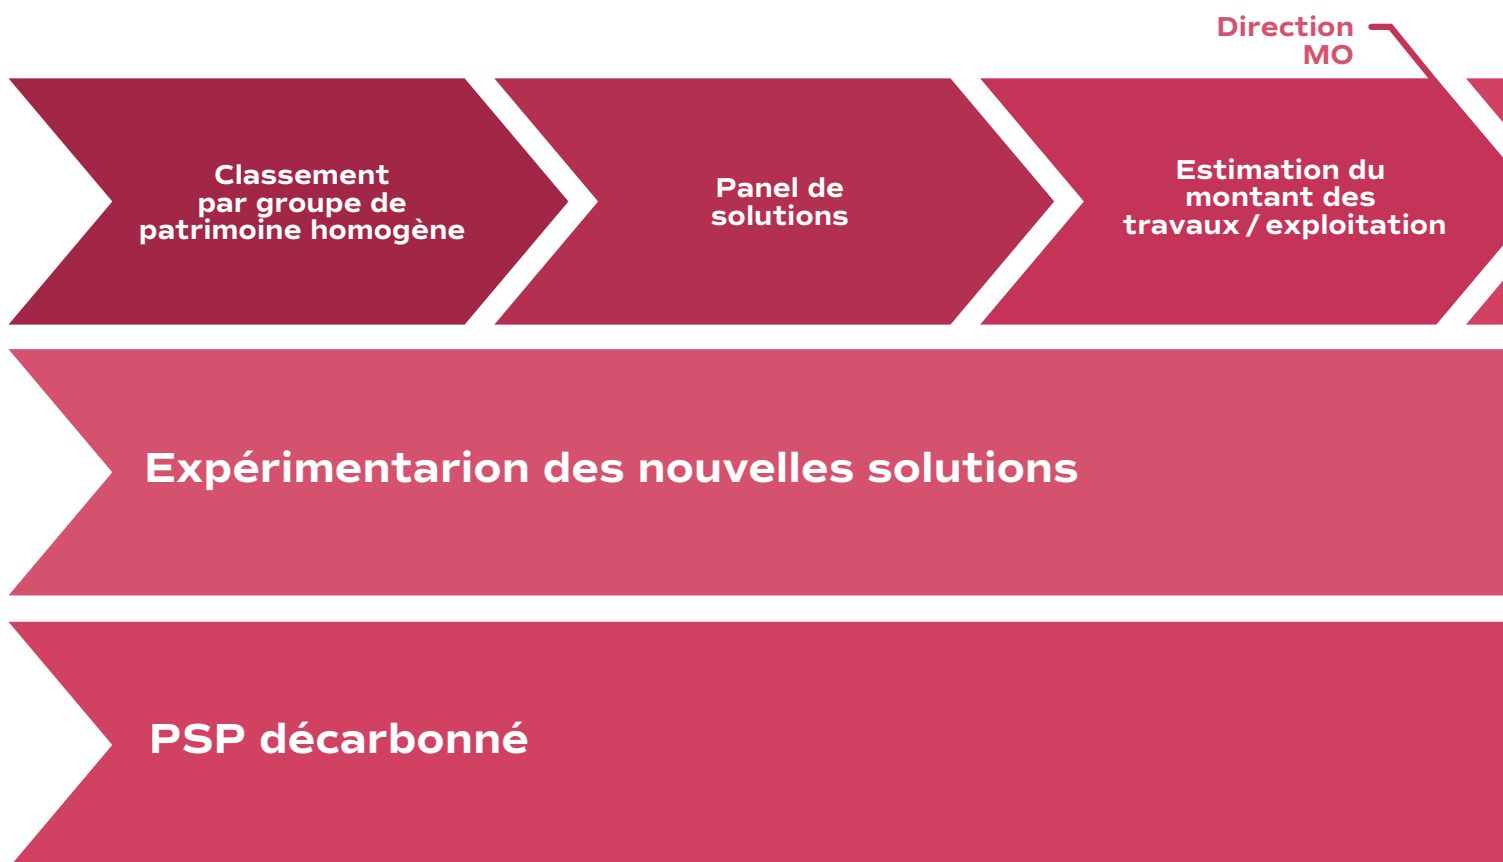 Direction
MO
Classement
par groupe de
patrimoine homogène
Panel de
solutions
Estimation du
montant des
travaux / exploitation
Expérimentarion des nouvelles solutions
PSP décarbonné